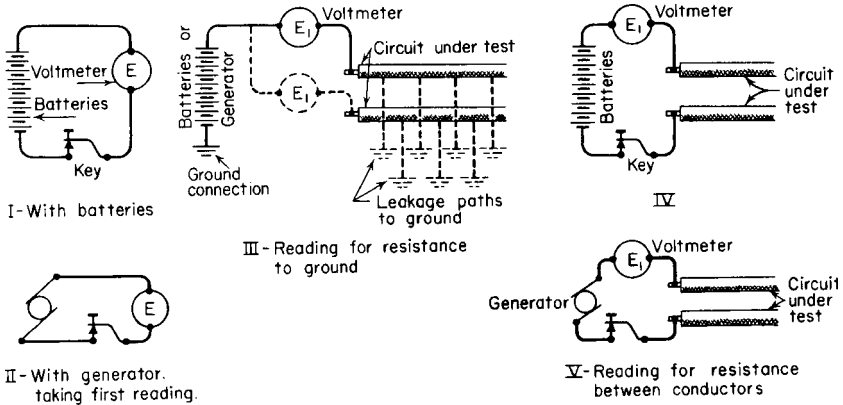 Voltmeter
E
Batteries
Key
I-With batteries
II-With generator.
taking first reading.
E
Batteries or
Generator
E1
Voltmeter
Circuit under test
E1
Ground
connection
Leakage paths
to ground
III-Reading for resistance
to ground
Voltmeter
E1
Batteries
Circuit
under
test
Key
IV
Voltmeter
E1
Generator
Circuit
under
test
V-Reading for resistance
between conductors